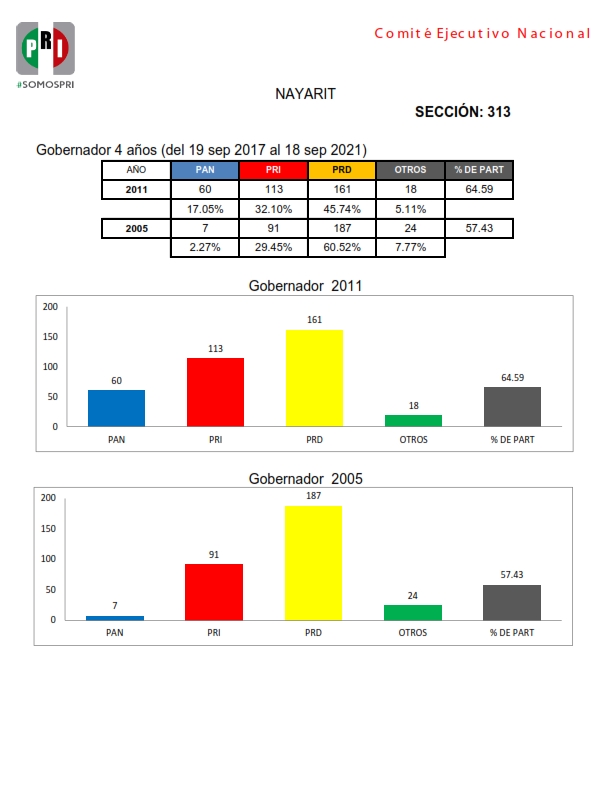 Comité Ejecutivo Nacional
PRI
#SOMOSPRI
NAYARIT
SECCIÓN: 313
Gobernador 4 años (del 19 sep 2017 al 18 sep 2021)
AÑO PAN PRI PRD OTROS % DE PART
2011 60 113 161 18 64.59
17.05% 32.10% 45.74% 5.11%
2005 7 91 187 24 57.43
2.27% 29.45% 60.52% 7.77%
Gobernador 2011
200
150
100
50
0
60
113
161
18
64.59
PAN PRI PRD OTROS % DE PART
Gobernador 2005
200
150
100
50
0
7
91
187
24
57.43
PAN PRI PRD OTROS % DE PART